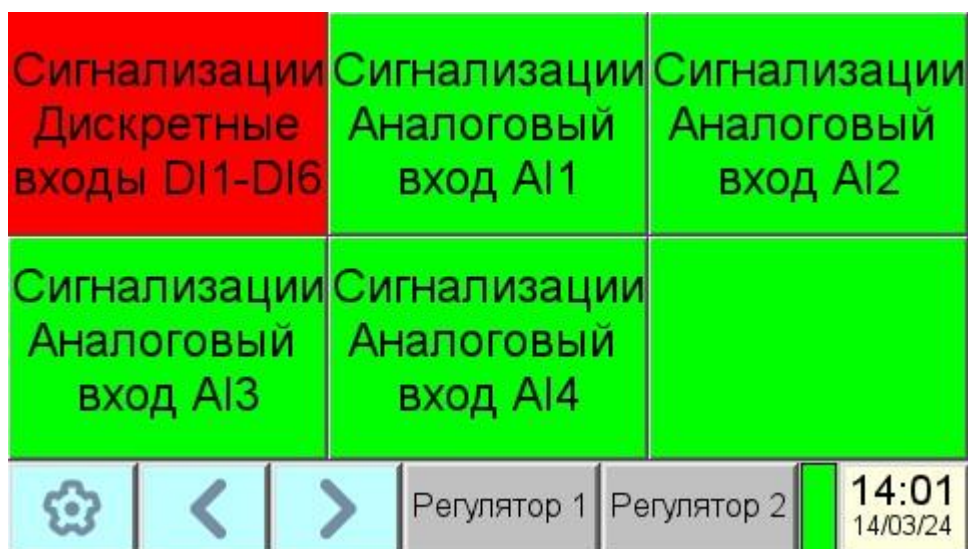 Сигнализации
Дискретные
входы DI1-DI6
Сигнализации
Аналоговый
вход AI1
Сигнализации
Аналоговый
вход AI2
Сигнализации
Аналоговый
вход AI3
Сигнализации
Аналоговый
вход AI4
Регулятор 1
Регулятор 2
14:01
14/03/24